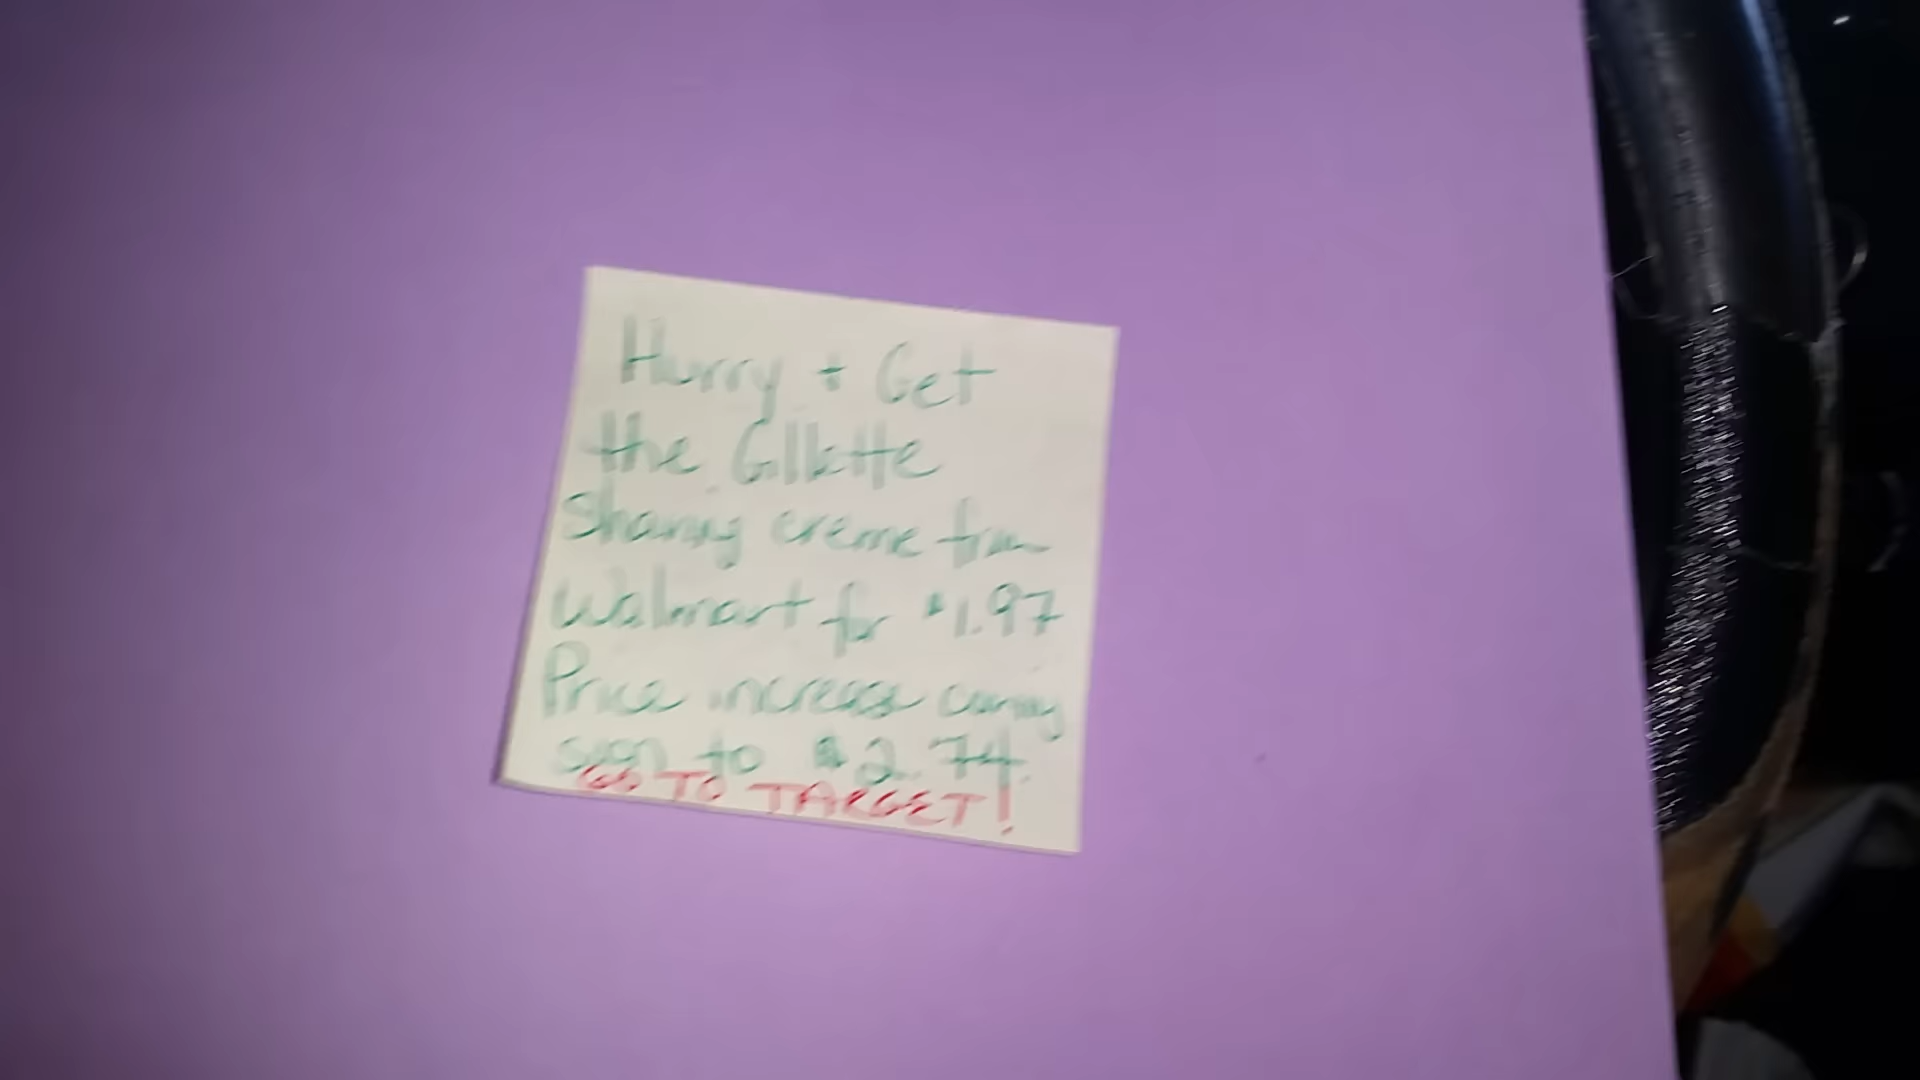 Hurry + Get
the Gillette
Shaving creme from
Walmart for $1.97
Price increase coming
sign to $2.74.
GO TO TARGET!